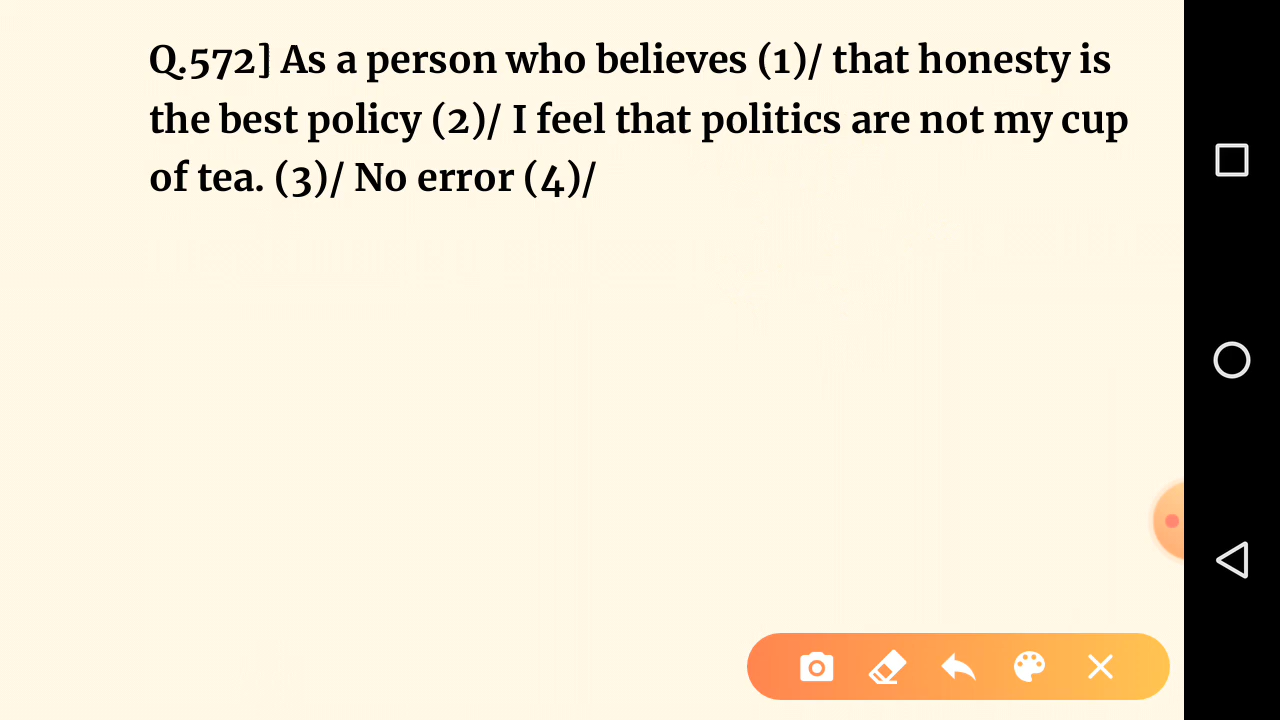 Q.572] As a person who believes (1)/ that honesty is
the best policy (2)/ I feel that politics are not my cup
of tea. (3)/ No error (4)/